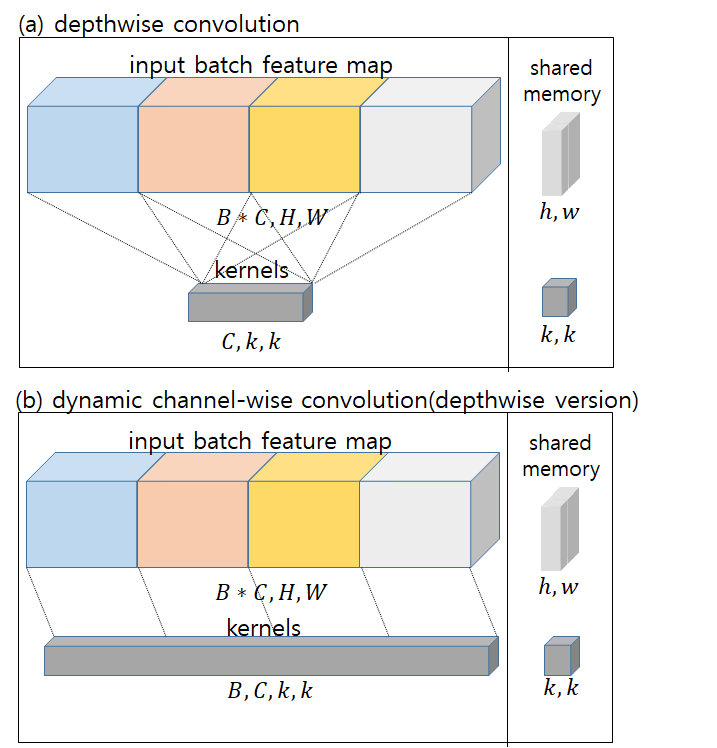 (a) depthwise convolution
input batch feature map
shared
memory
B * C, H, W
h, w
kernels
C, k, k
k, k
(b) dynamic channel-wise convolution(depthwise version)
input batch feature map
shared
memory
B * C, H, W
h, w
kernels
B, C, k, k
k, k